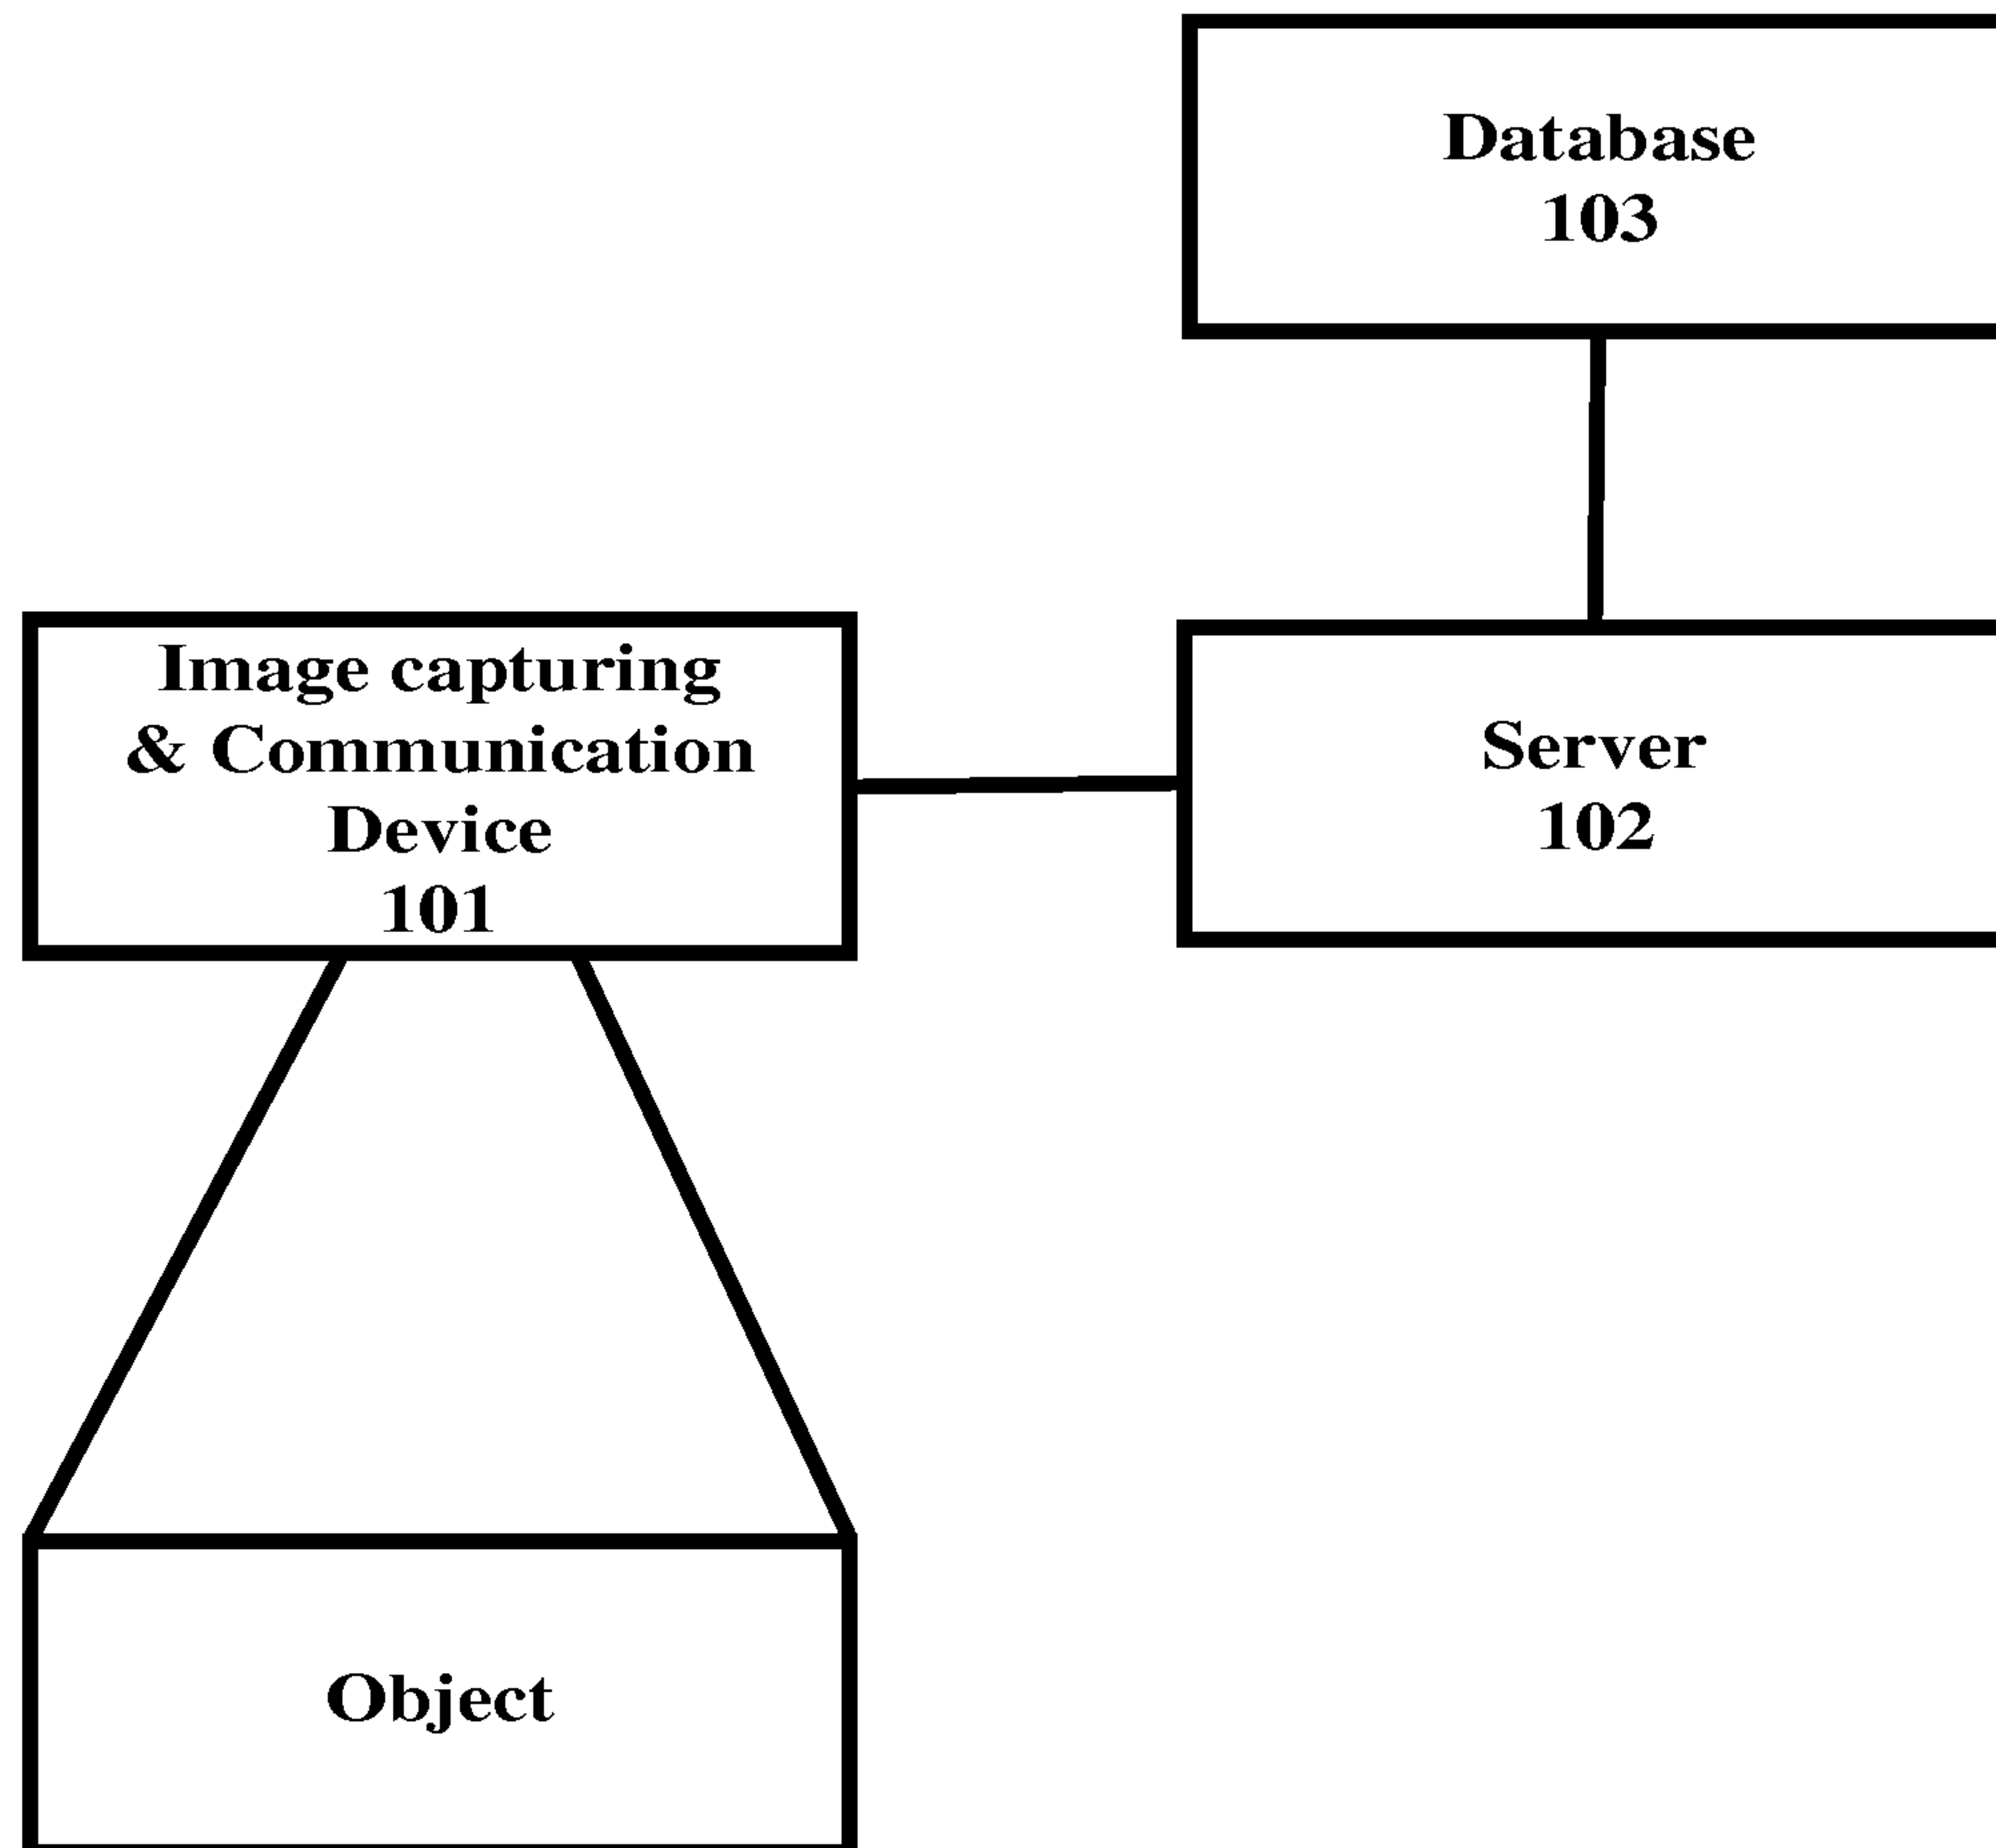 Database
103
Image capturing
& Communication
Device
101
Server
102
Object